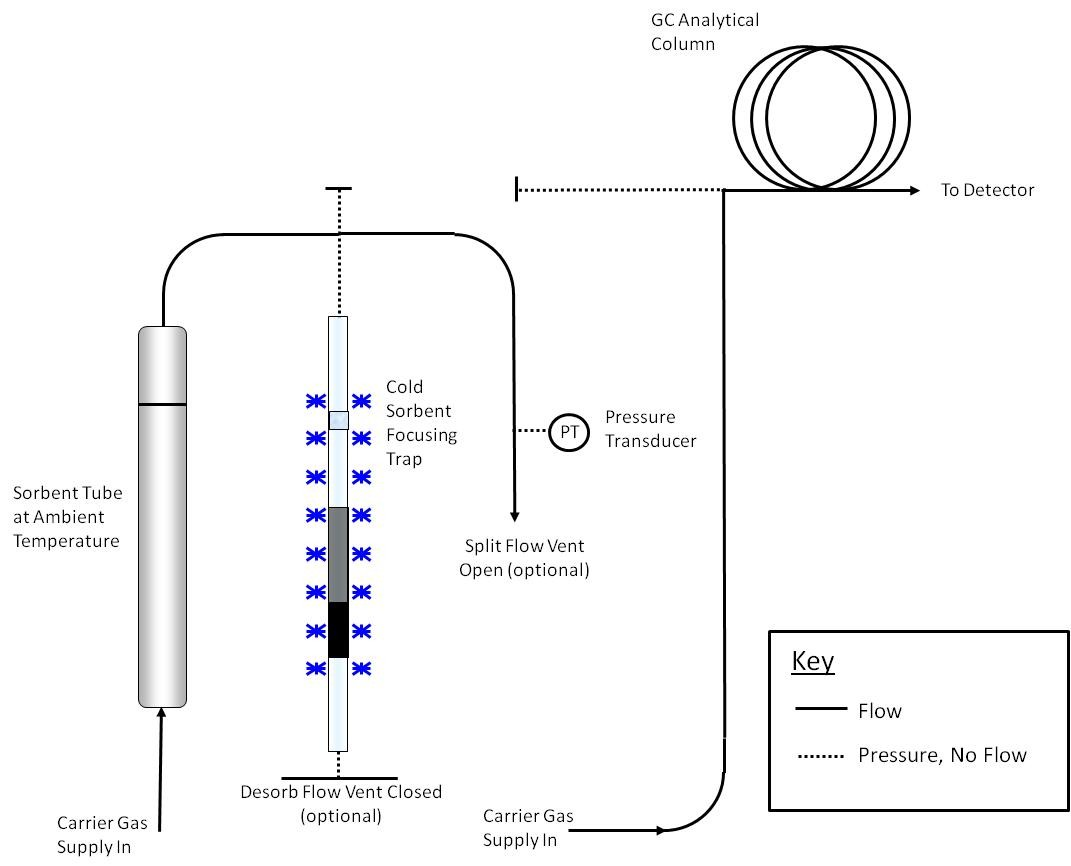 GC Analytical
Column
To Detector
Cold
Sorbent
Focusing
Trap
PT
Pressure
Transducer
Sorbent Tube
at Ambient
Temperature
Split Flow Vent
Open (optional)
Desorb Flow Vent Closed
(optional)
Carrier Gas
Supply In
Carrier Gas
Supply In
Key
Flow
Pressure, No Flow